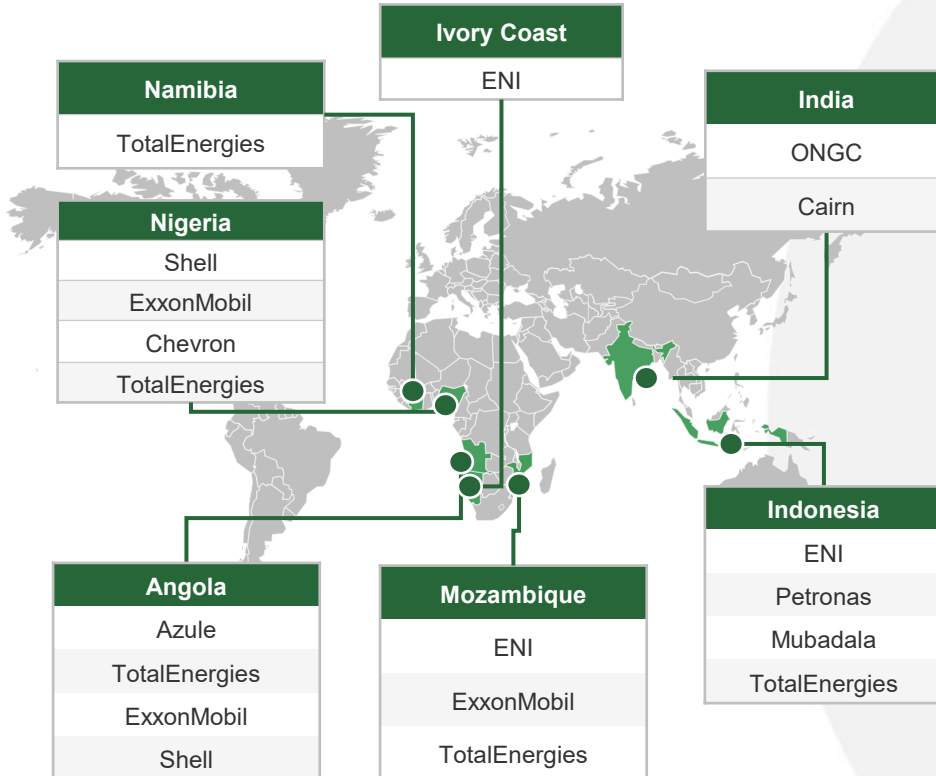 Ivory Coast
ENI
Namibia
TotalEnergies
India
ONGC
Cairn
Nigeria
Shell
ExxonMobil
Chevron
TotalEnergies
Indonesia
ENI
Petronas
Mubadala
TotalEnergies
Angola
Azule
TotalEnergies
ExxonMobil
Shell
Mozambique
ENI
ExxonMobil
TotalEnergies